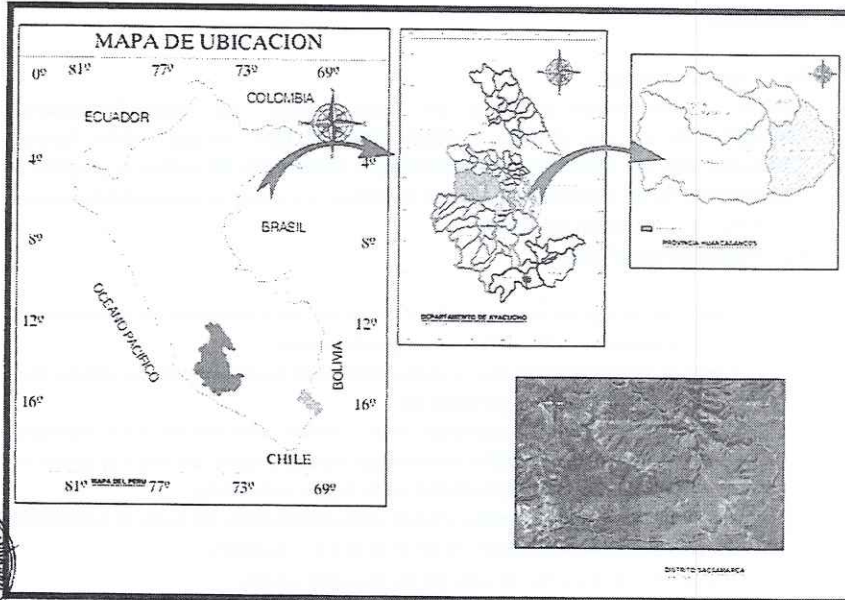 MAPA DE UBICACION
0º 81º 77º 73º 69º
COLOMBIA
ECUADOR
4º 4º
BRASIL
8º 8º
OCEANO PACIFICO
12º 12º
BOLIVIA
16º 16º
CHILE
81º MAPA DEL PERU 77º 73º 69º
DEPARTAMENTO DE AYACUCHO
PROVINCIA HUANCASANCOS
DISTRITO SACSAMARCA